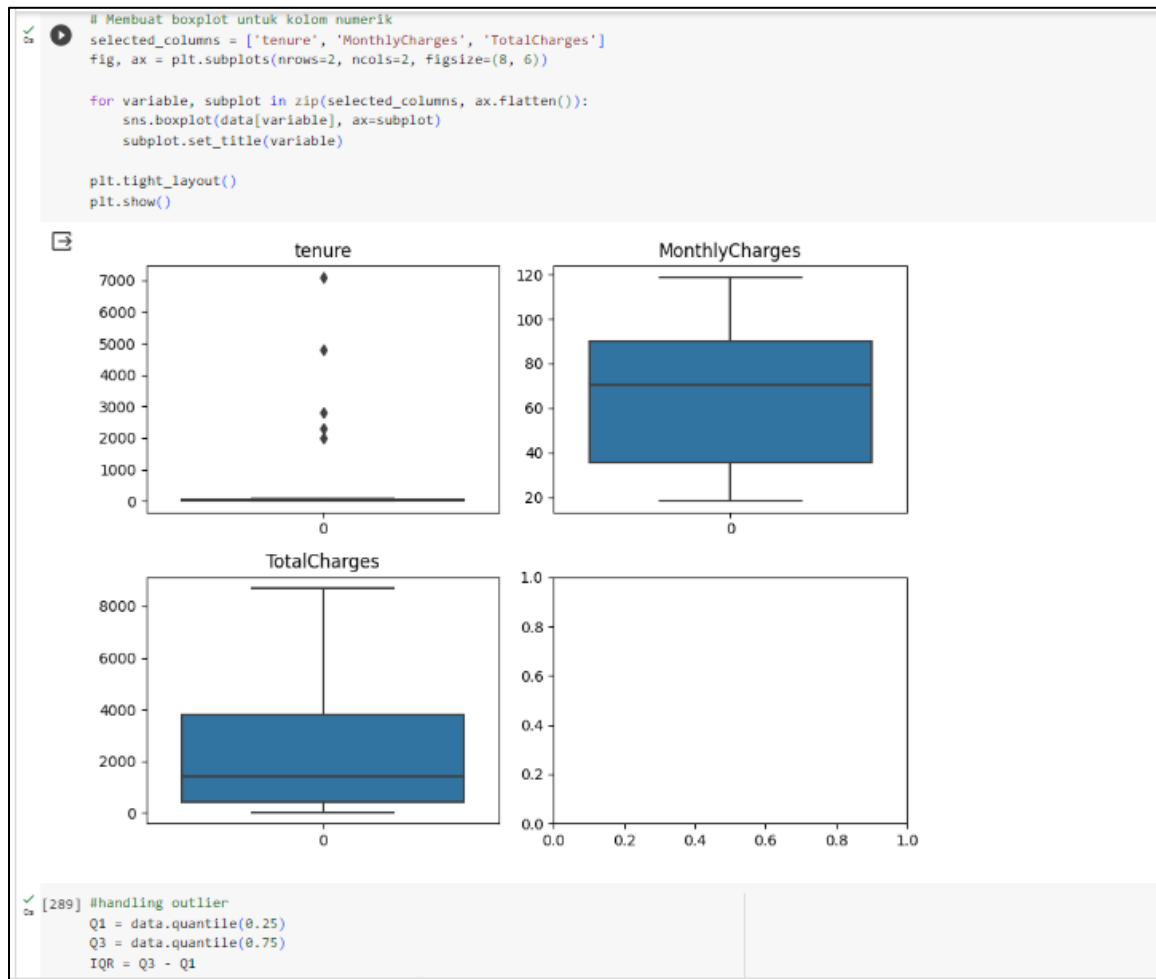 # Membuat boxplot untuk kolom numerik
selected_columns = ['tenure', 'MonthlyCharges', 'TotalCharges']
fig, ax = plt.subplots(nrows=2, ncols=2, figsize=(8, 6))
for variable, subplot in zip(selected_columns, ax.flatten()):
sns.boxplot(data[variable], ax=subplot)
subplot.set_title(variable)
plt.tight_layout()
plt.show()
tenure
7000
6000
5000
4000
3000
2000
1000
0
0
MonthlyCharges
120
100
80
60
40
20
0
TotalCharges
8000
6000
4000
2000
0
0
1.0
0.8
0.6
0.4
0.2
0.0
0.0 0.2 0.4 0.6 0.8 1.0
[289] #handling outlier
Q1 = data.quantile(0.25)
Q3 = data.quantile(0.75)
IQR = Q3 - Q1